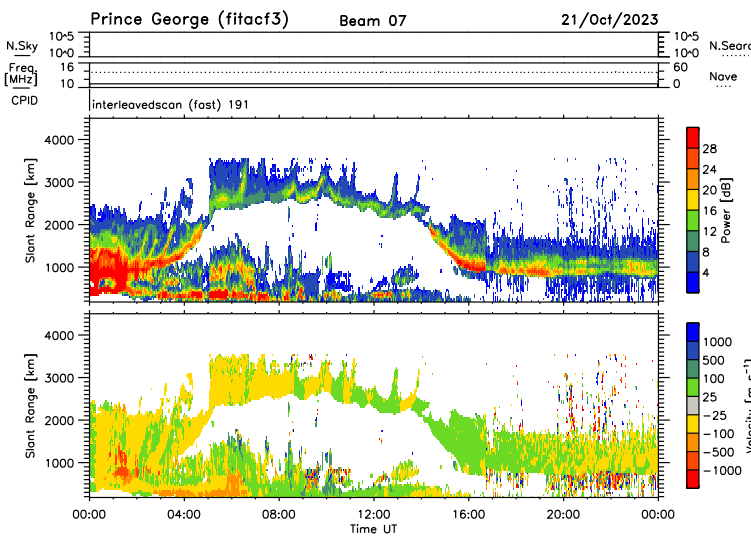 Prince George (fitacf3) Beam 07 21/Oct/2023
N.Sky 10^5 10^0 10^5 10^0 N.Sear
Freq. [MHz] 16 10 60 0 Nave
CPID interleavedscan (fast) 191
Slant Range [km]
4000
3000
2000
1000
28
24
20
16
12
8
4
Power [dB]
Slant Range [km]
4000
3000
2000
1000
1000
500
100
25
-25
-100
-500
-1000
Velocity [m s-1]
00:00 04:00 08:00 12:00 16:00 20:00 00:00
Time UT